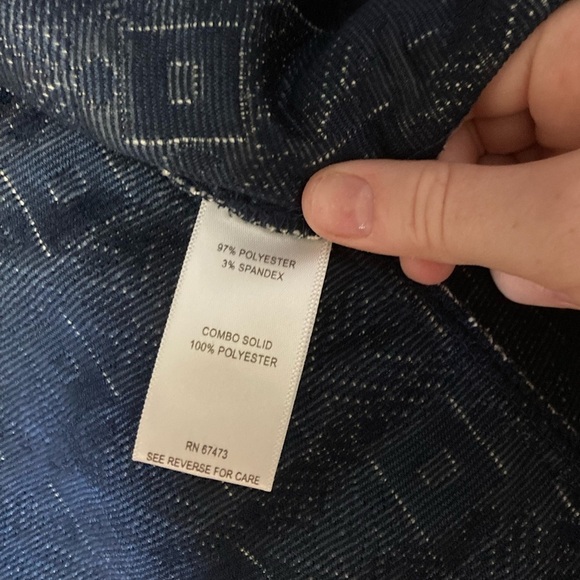 97% POLYESTER
3% SPANDEX
COMBO SOLID
100% POLYESTER
RN 67473
SEE REVERSE FOR CARE